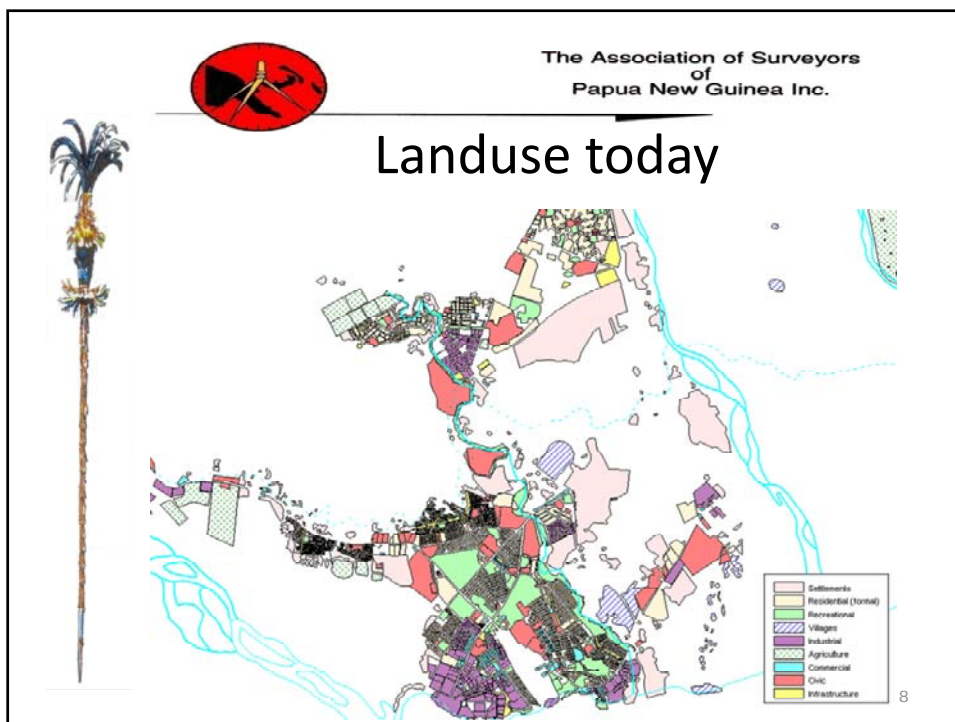 The Association of Surveyors
of
Papua New Guinea Inc.
Landuse today
Settlements
Residential (formal)
Recreational
Villages
Industrial
Agriculture
Commercial
Civic
Infrastructure
8